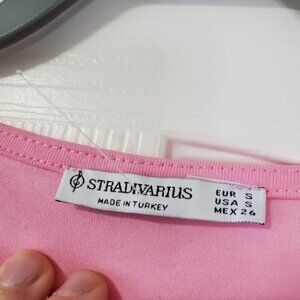 STRADIVARIUS
MADE IN TURKEY
EUR S
USA S
MEX 26